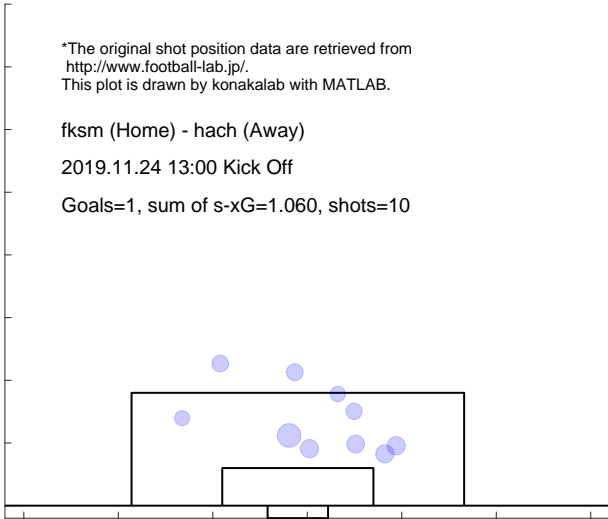 *The original shot position data are retrieved from
http://www.football-lab.jp/.
This plot is drawn by konakalab with MATLAB.
fksm (Home) - hach (Away)
2019.11.24 13:00 Kick Off
Goals=1, sum of s-xG=1.060, shots=10